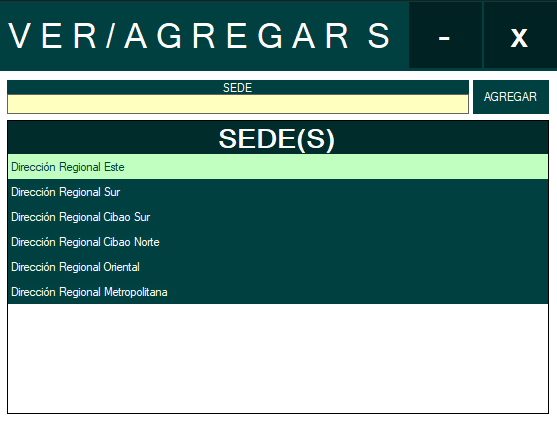 VER/AGREGAR S - x
SEDE
AGREGAR
SEDE(S)
Dirección Regional Este
Dirección Regional Sur
Dirección Regional Cibao Sur
Dirección Regional Cibao Norte
Dirección Regional Oriental
Dirección Regional Metropolitana